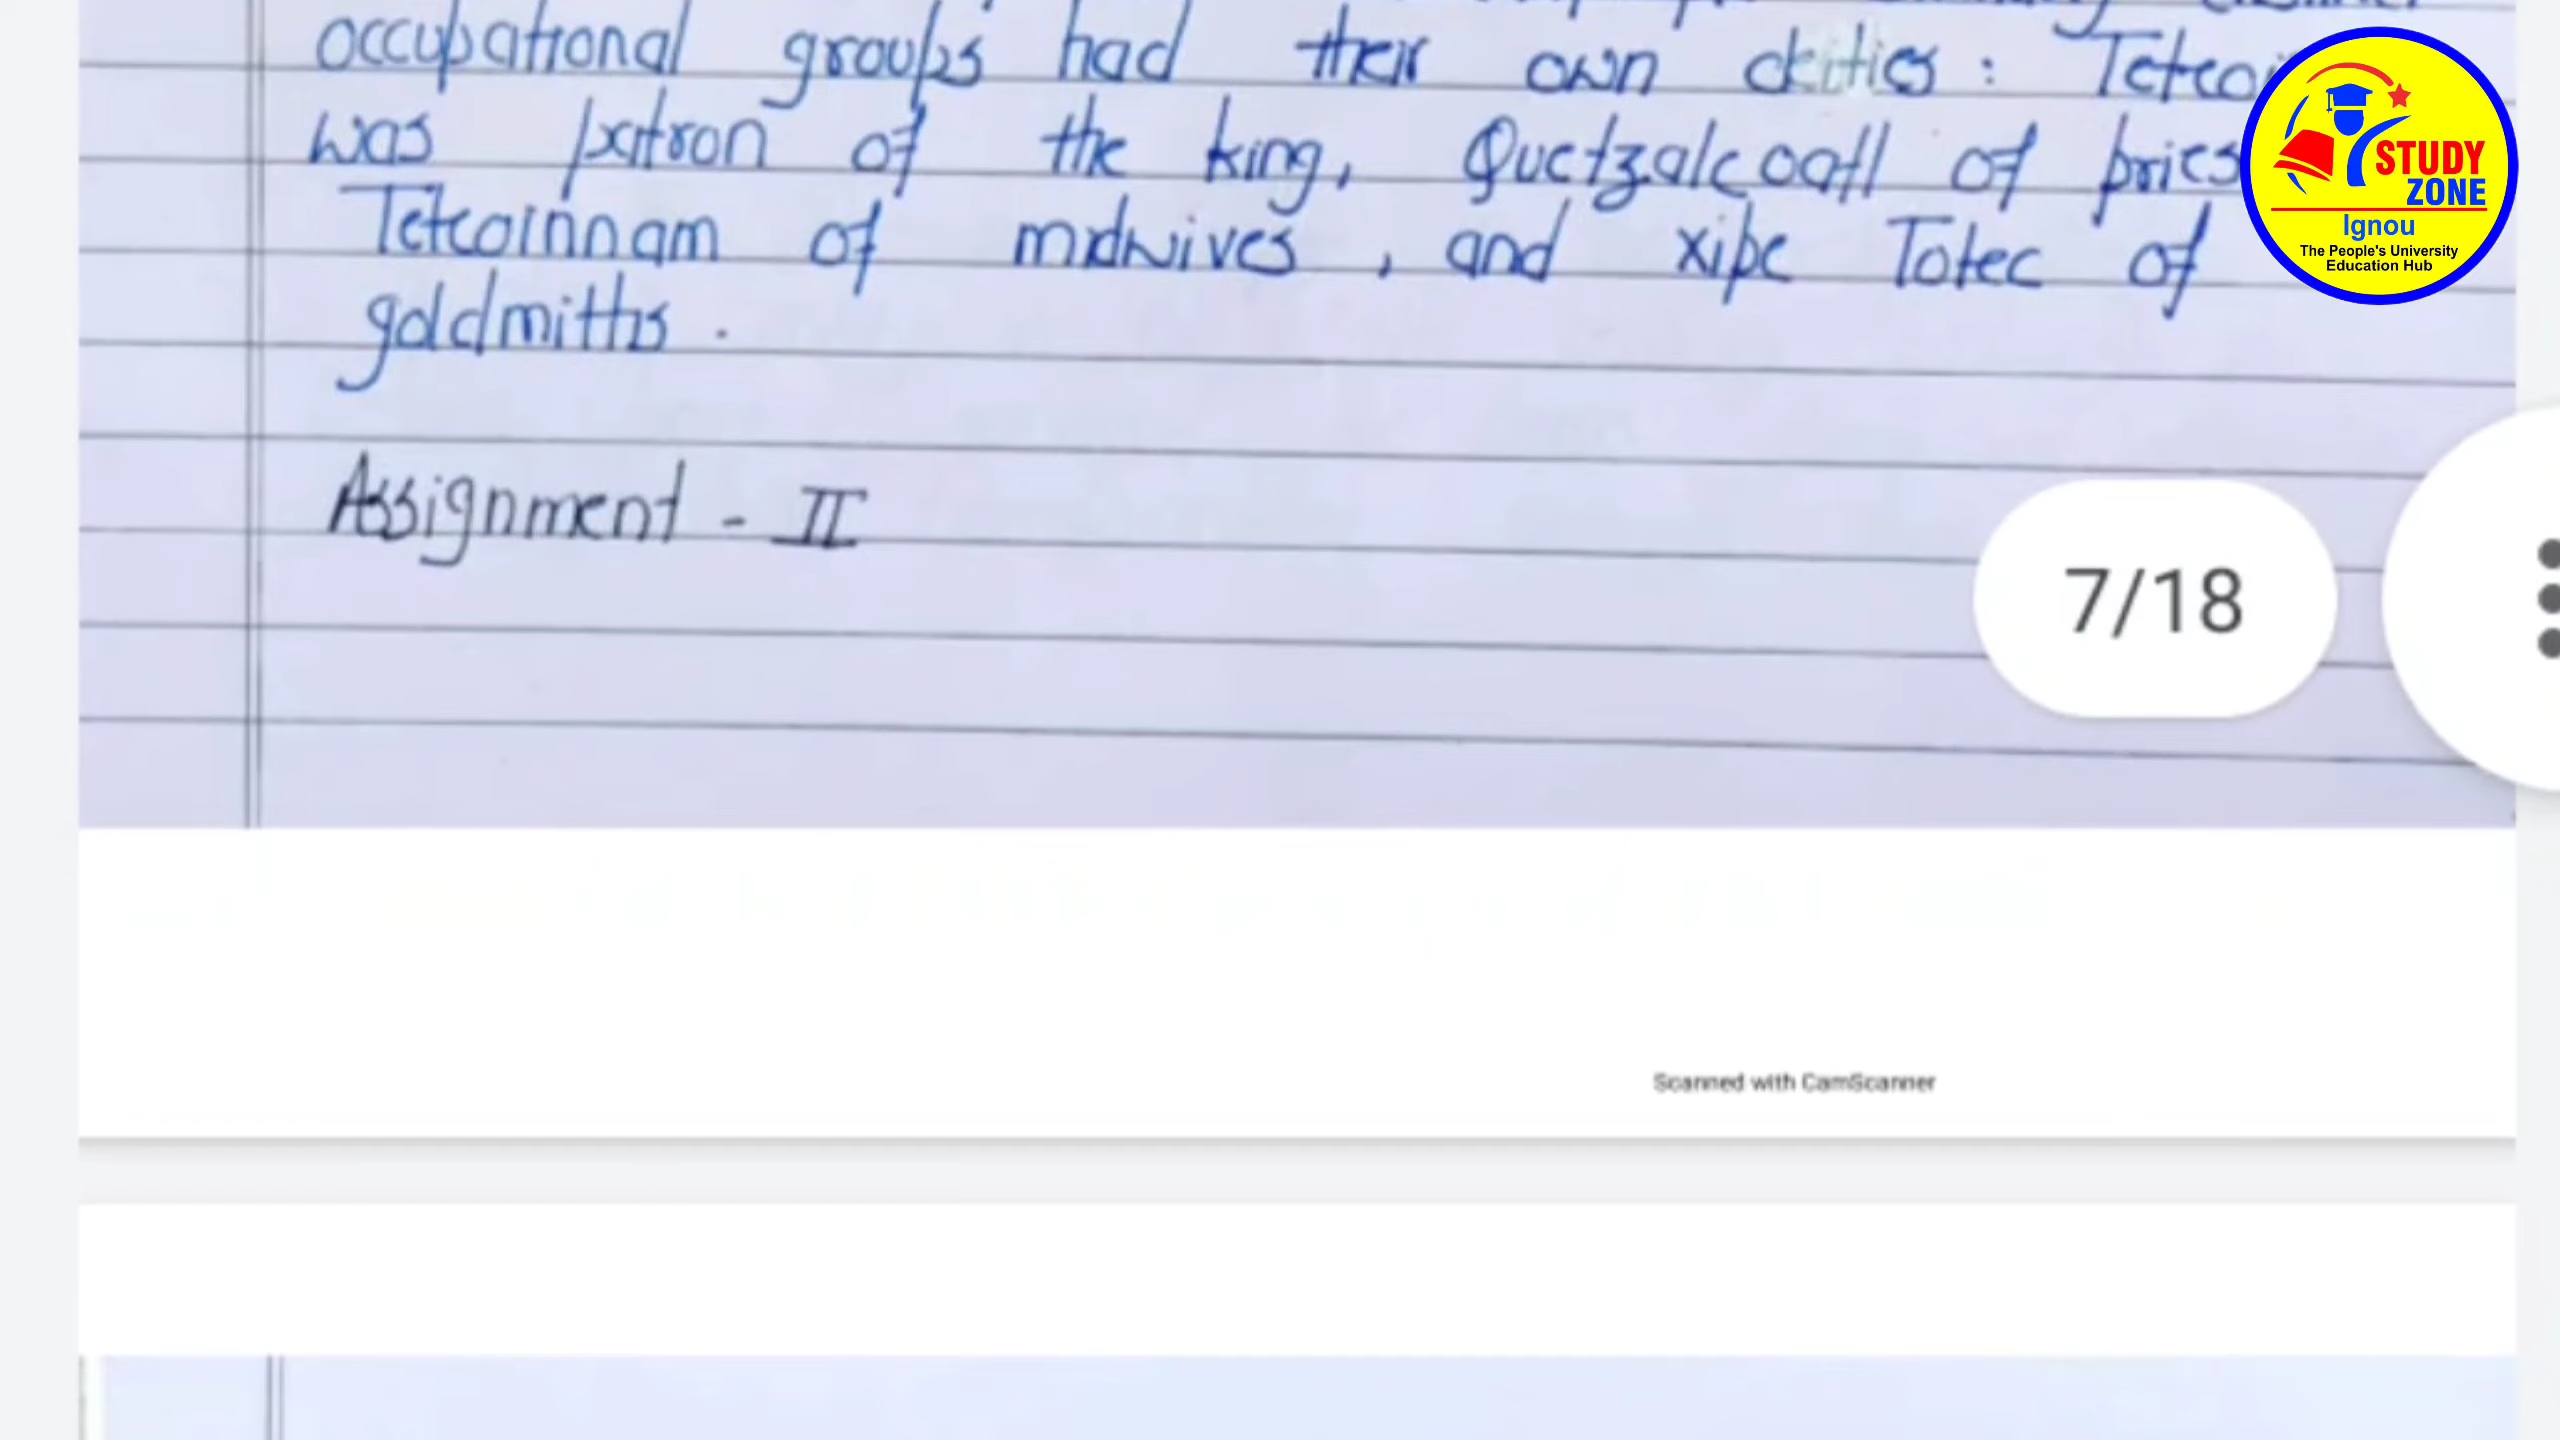 occupational groups had their own deities : Tetcoi
was patron of the king, Quetzalcoatl of pries
Tetcoinnam of midwives , and xipe Totec of
goldmiths .
Assignment - II
7/18
Scanned with CamScanner
STUDY
ZONE
Ignou
The People's University
Education Hub